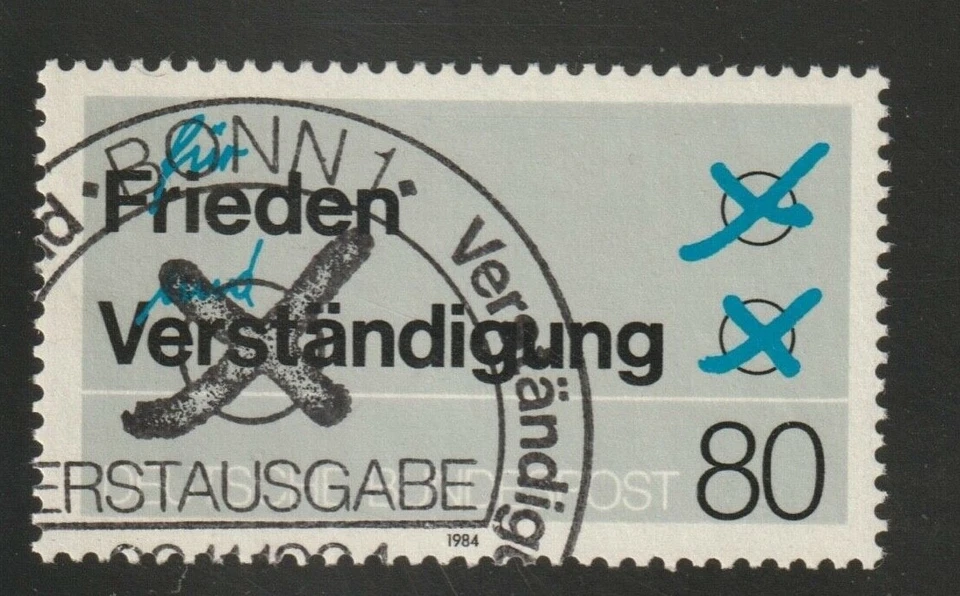 BONN 1
für
Frieden
und
Verständigung
Verständig
ERSTAUSGABE
DEUTSCHE BUNDESPOST
80
1984